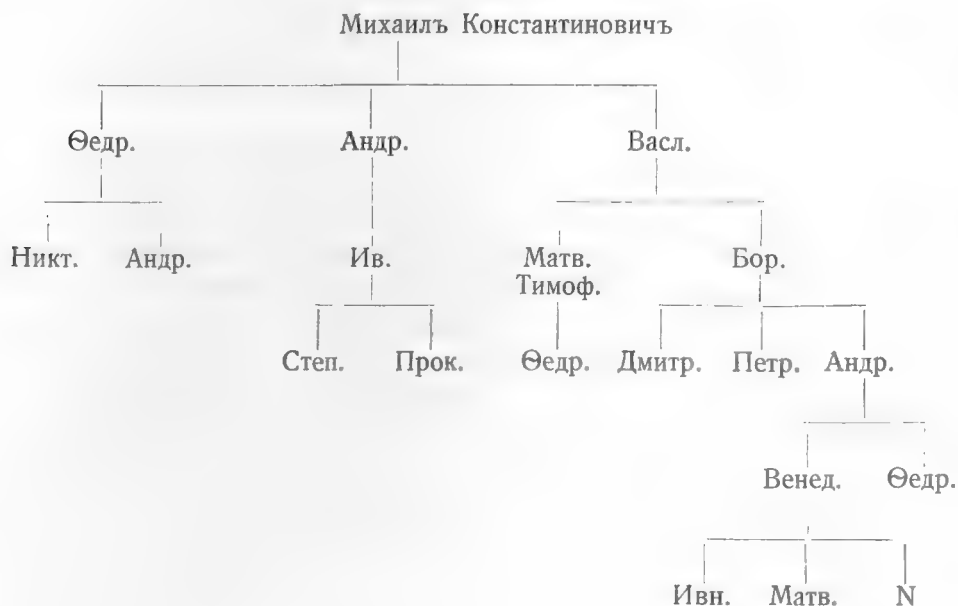 Михаилъ Константиновичъ
Ѳедр. Андр. Васл.
Никт. Андр. Ив. Матв. Бор.
Тимоф.
Степ. Прок. Ѳедр. Дмитр. Петр. Андр.
Венед. Ѳедр.
Ивн. Матв. N